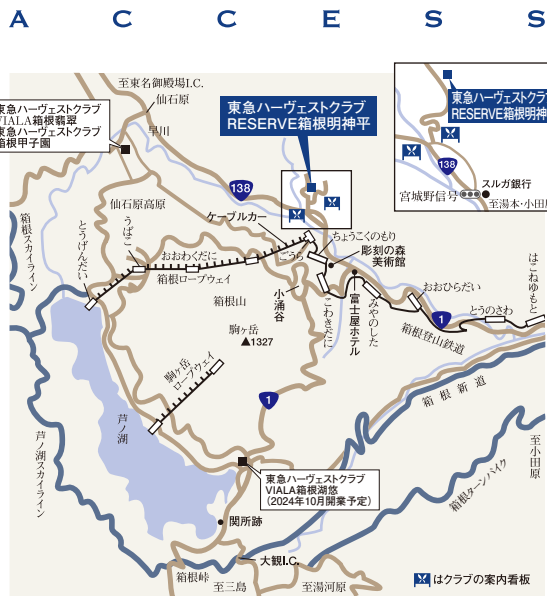 A C C E S S
至東名御殿場I.C.
仙石原
早川
東急ハーヴェストクラブ
VIALA箱根翡翠
東急ハーヴェストクラブ
箱根甲子園
138
東急ハーヴェストクラブ
RESERVE箱根明神平
東急ハーヴェストクラブ
RESERVE箱根明神
138
宮城野信号
スルガ銀行
至湯本・小田
仙石原高原
ケーブルカー
箱根スカイライン
とうげんだい
うばこ
おおわくだに
箱根ロープウェイ
ごうら
ちょうこくのもり
彫刻の森
美術館
箱根山
小涌谷
こわきだに
富士屋ホテル
みやのした
おおひらだい
1
とうのさわ
はこねゆもと
箱根登山鉄道
駒ヶ岳
▲1327
駒ヶ岳
ロープウェイ
1
箱根新道
芦ノ湖
芦ノ湖スカイライン
東急ハーヴェストクラブ
VIALA箱根湖悠
(2024年10月開業予定)
箱根ターンパイク
至小田原
関所跡
大観I.C.
箱根峠
至三島
至湯河原
はクラブの案内看板